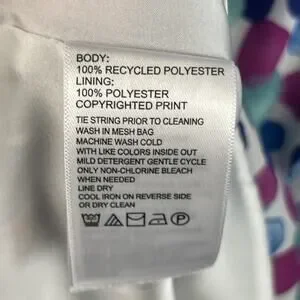 BODY:
100% RECYCLED POLYESTER
LINING;
100% POLYESTER
COPYRIGHTED PRINT
TIE STRING PRIOR TO CLEANING
WASH IN MESH BAG
MACHINE WASH COLD
WITH LIKE COLORS INSIDE OUT
MILD DETERGENT GENTLE CYCLE
ONLY NON-CHLORINE BLEACH
WHEN NEEDED
LINE DRY
COOL IRON ON REVERSE SIDE
OR DRY CLEAN
P